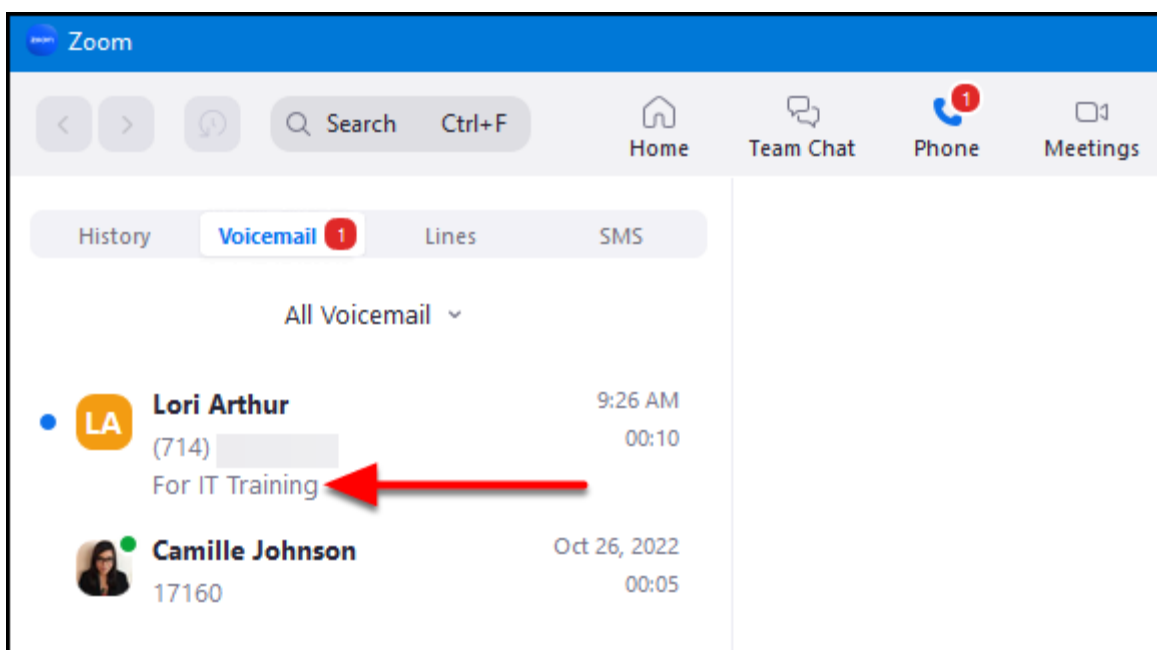 zoom Zoom
Search Ctrl+F
1
Home Team Chat Phone Meetings
History Voicemail 1 Lines SMS
All Voicemail
LA Lori Arthur 9:26 AM
(714) 00:10
For IT Training
Camille Johnson Oct 26, 2022
17160 00:05